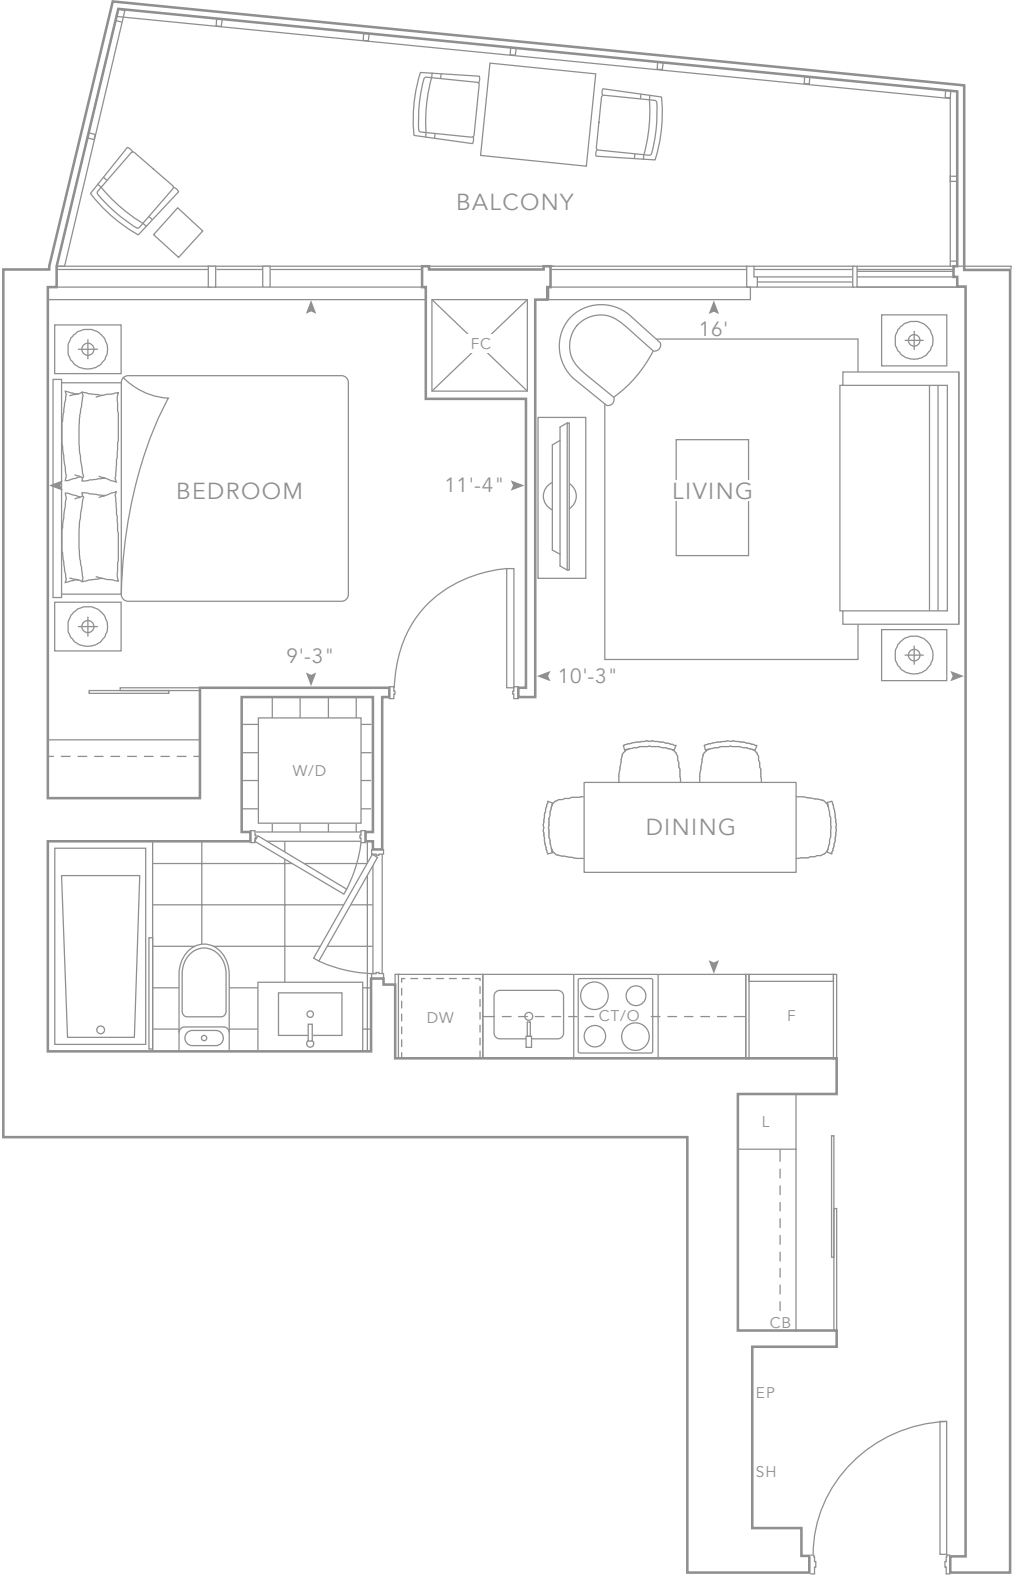 BALCONY
16'
FC
BEDROOM
11'-4"
LIVING
9'-3"
10'-3"
W/D
DINING
DW
CT/O
F
L
CB
EP
SH